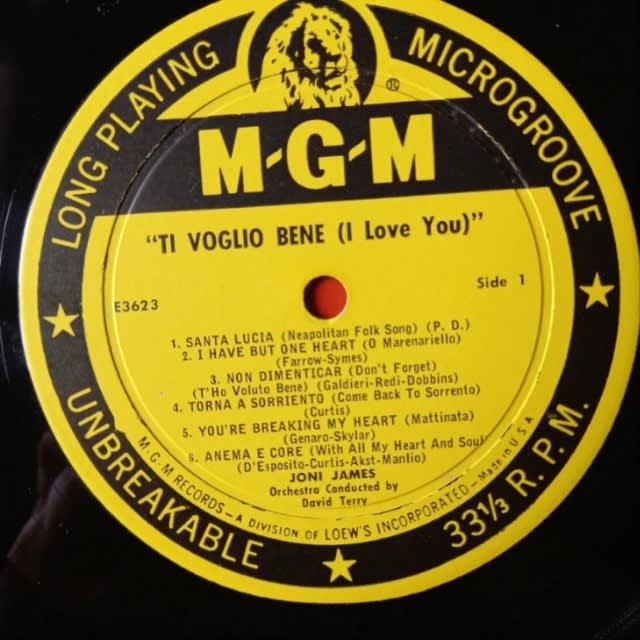 LONG PLAYING
MICROGROOVE
®
M-G-M
"TI VOGLIO BENE (I Love You)"
E3623
Side 1
1. SANTA LUCIA (Neapolitan Folk Song) (P. D.)
2. I HAVE BUT ONE HEART (O Marenariello)
(Farrow-Symes)
3. NON DIMENTICAR (Don't Forget)
(T'Ho Voluto Bene) (Galdieri-Redi-Dobbins)
4. TORNA A SORRIENTO (Come Back To Sorrento)
(Curtis)
5. YOU'RE BREAKING MY HEART (Mattinata)
(Genaro-Skylar)
6. ANEMA E CORE (With All My Heart And Soul
(D'Esposito-Curtis-Akst-Manlio)
JONI JAMES
Orchestra Conducted by
David Terry
M-G-M RECORDS—A DIVISION OF LOEW'S INCORPORATED—Made in U S A
UNBREAKABLE
33⅓ R.P.M.